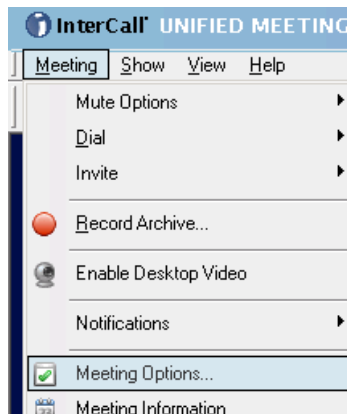 InterCall UNIFIED MEETING
Meeting Show View Help
Mute Options
Dial
Invite
Record Archive...
Enable Desktop Video
Notifications
Meeting Options...
Meeting Information